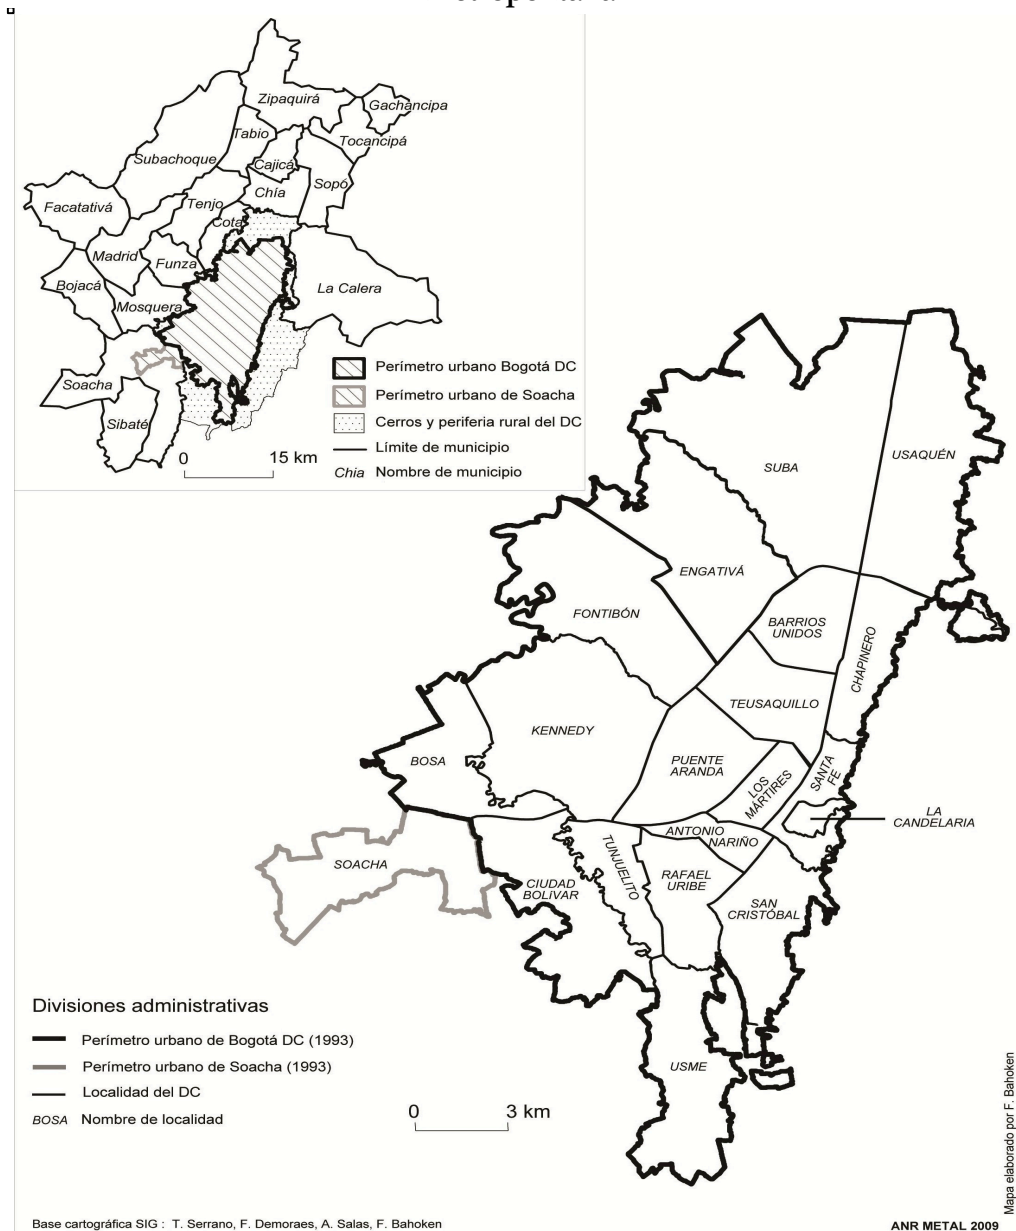 Zipaquirá
Gachancipa
Tabio
Tocancipá
Subachoque
Cajicá
Sopó
Chía
Facatativá
Tenjo
Cota
Madrid
Funza
Bojacá
La Calera
Mosquera
Soacha
Sibaté
Perímetro urbano Bogotá DC
Perímetro urbano de Soacha
Cerros y periferia rural del DC
Límite de municipio
Chia Nombre de municipio
0 15 km
SUBA
USAQUÉN
ENGATIVÁ
FONTIBÓN
BARRIOS
UNIDOS
CHAPINERO
TEUSAQUILLO
KENNEDY
BOSA
PUENTE
ARANDA
LOS
MÁRTIRES
SANTA
FE
LA
CANDELARIA
ANTONIO
NARIÑO
SOACHA
TUNJUELITO
RAFAEL
URIBE
CIUDAD
BOLíVAR
SAN
CRISTÓBAL
USME
Divisiones administrativas
Perímetro urbano de Bogotá DC (1993)
Perímetro urbano de Soacha (1993)
Localidad del DC
BOSA Nombre de localidad
0 3 km
Mapa elaborado por F. Bahoken
Base cartográfica SIG : T. Serrano, F. Demoraes, A. Salas, F. Bahoken
ANR METAL 2009